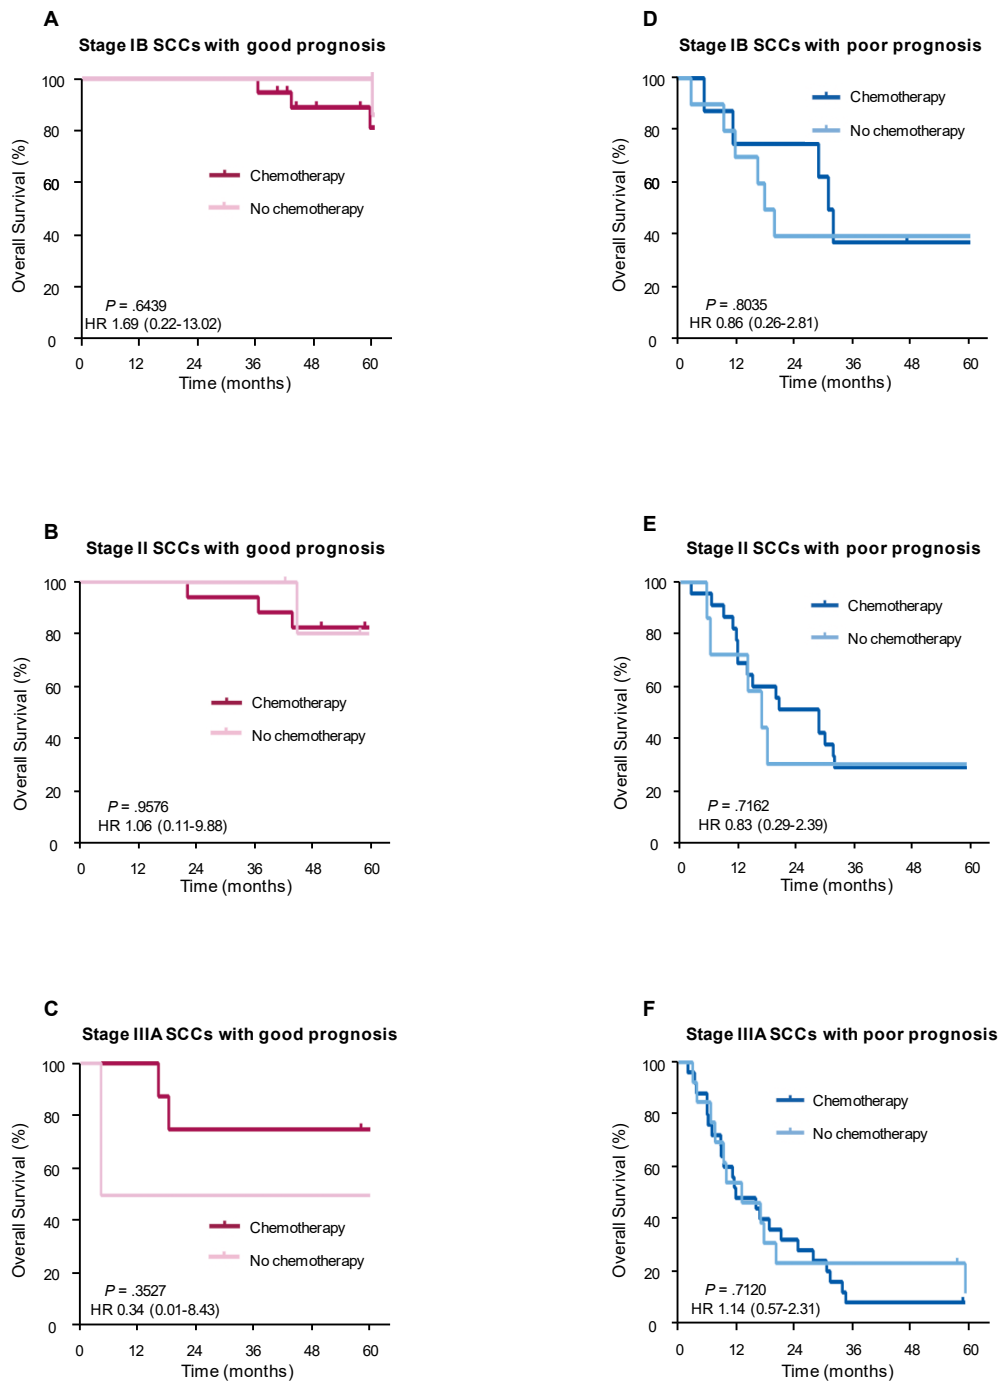 A
Stage IB SCCs with good prognosis
Overall Survival (%)
100
80
60
40
20
0
Chemotherapy
No chemotherapy
P = .6439
HR 1.69 (0.22-13.02)
0 12 24 36 48 60
Time (months)
D
Stage IB SCCs with poor prognosis
Overall Survival (%)
100
80
60
40
20
0
Chemotherapy
No chemotherapy
P = .8035
HR 0.86 (0.26-2.81)
0 12 24 36 48 60
Time (months)
B
Stage II SCCs with good prognosis
Overall Survival (%)
100
80
60
40
20
0
Chemotherapy
No chemotherapy
P = .9576
HR 1.06 (0.11-9.88)
0 12 24 36 48 60
Time (months)
E
Stage II SCCs with poor prognosis
Overall Survival (%)
100
80
60
40
20
0
Chemotherapy
No chemotherapy
P = .7162
HR 0.83 (0.29-2.39)
0 12 24 36 48 60
Time (months)
C
Stage IIIA SCCs with good prognosis
Overall Survival (%)
100
80
60
40
20
0
Chemotherapy
No chemotherapy
P = .3527
HR 0.34 (0.01-8.43)
0 12 24 36 48 60
Time (months)
F
Stage IIIA SCCs with poor prognosis
Overall Survival (%)
100
80
60
40
20
0
Chemotherapy
No chemotherapy
P = .7120
HR 1.14 (0.57-2.31)
0 12 24 36 48 60
Time (months)